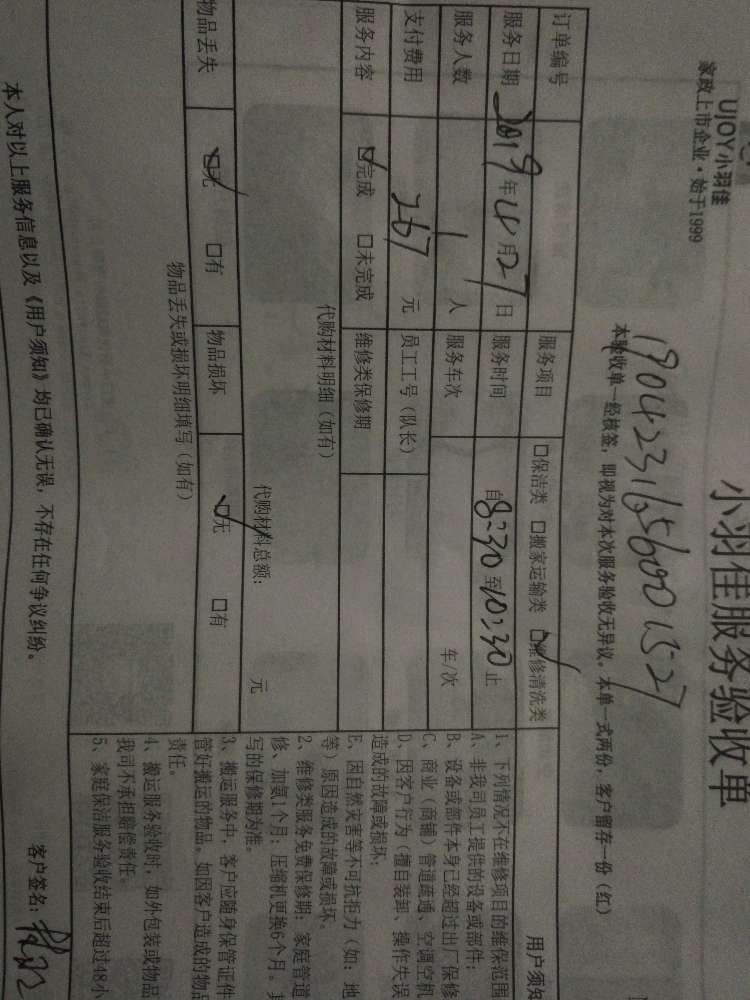 小羽佳服务验收单
UJOY小羽佳
家政上市企业·始于1999
本验收单一经核签，即视为对本次服务验收无异议。本单一式两份，客户留存一份（红）
订单编号 服务项目 □保洁类 □搬家运输类 ☑维修清洗类
服务日期 2019年4月27日 服务时间 自8:30至10:30止
服务人数 1人 服务车次 车/次
支付费用 267元 员工工号（队长）
服务内容 ☑完成 □未完成 维修类保修期
代购材料明细（如有）
代购材料总额： 元
物品丢失 ☑无 □有 物品损坏 ☑无 □有
物品丢失或损坏明细填写（如有）
用户须知
1、下列情况不在维修项目的维保范围
A、非我司员工提供的设备或部件；
B、设备或部件本身已经超过出厂保修
C、商业（商铺）管道疏通、空调空机
D、因客户行为（擅自装卸、操作失误
造成的故障或损坏；
E、因自然灾害等不可抗拒力（如：地
等）原因造成的故障或损坏。
2、维修类服务免费保修期：家庭管道
修、加氨1个月；压缩机更换6个月。其
写的保修期为准。
3、搬运服务中，客户应随身保管证件
管好搬运的物品。如因客户造成的物品
责任。
4、搬运服务验收时，如外包装或物品
我司不承担赔偿责任。
5、家庭保洁服务验收结束后超过48小
本人对以上服务信息以及《用户须知》均已确认无误，不存在任何争议纠纷。 客户签名：